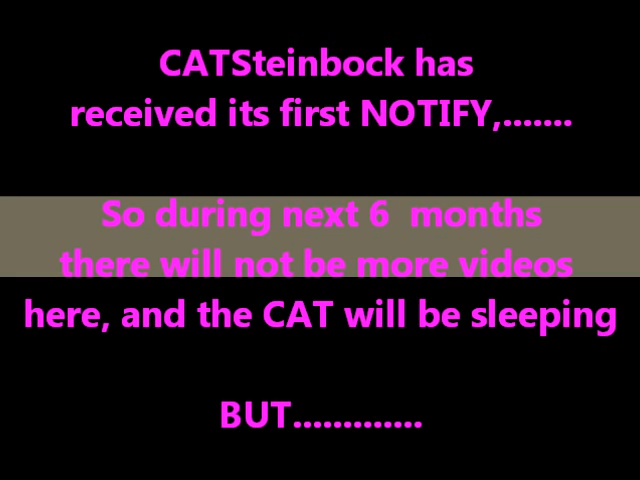 CATSteinbock has
received its first NOTIFY,.......
So during next 6  months
there will not be more videos
here, and the CAT will be sleeping
BUT.............